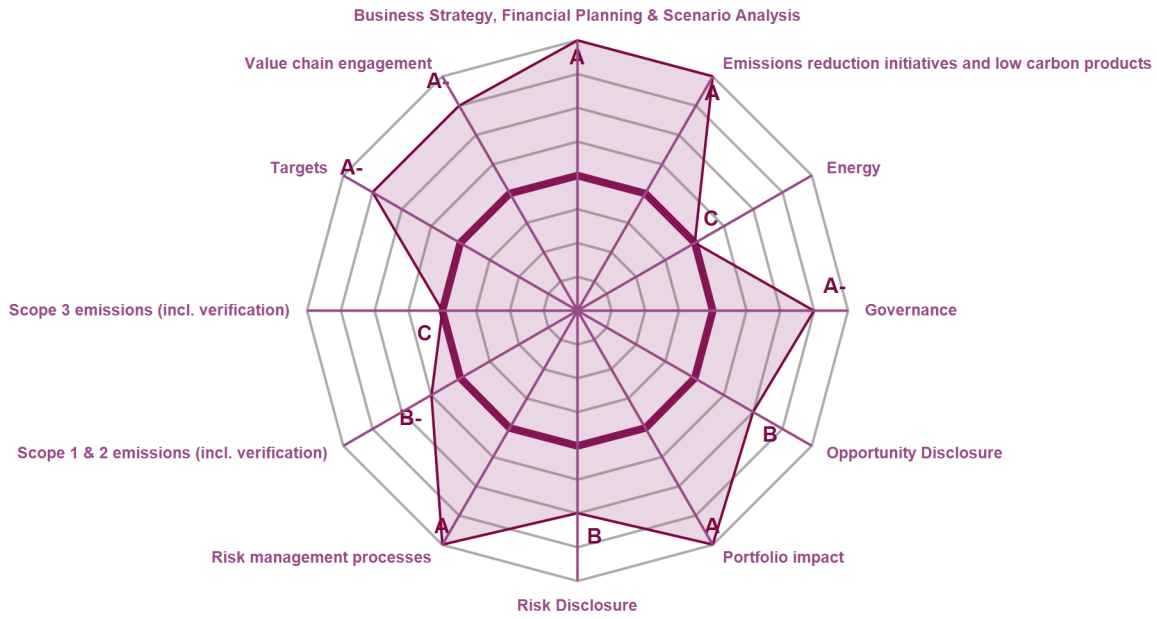 Business Strategy, Financial Planning & Scenario Analysis
A
Value chain engagement
A-
Emissions reduction initiatives and low carbon products
A
Targets
A-
Energy
C
A-
Scope 3 emissions (incl. verification)
C
Governance
B-
B
Scope 1 & 2 emissions (incl. verification)
Opportunity Disclosure
A
A
B
Risk management processes
Portfolio impact
Risk Disclosure